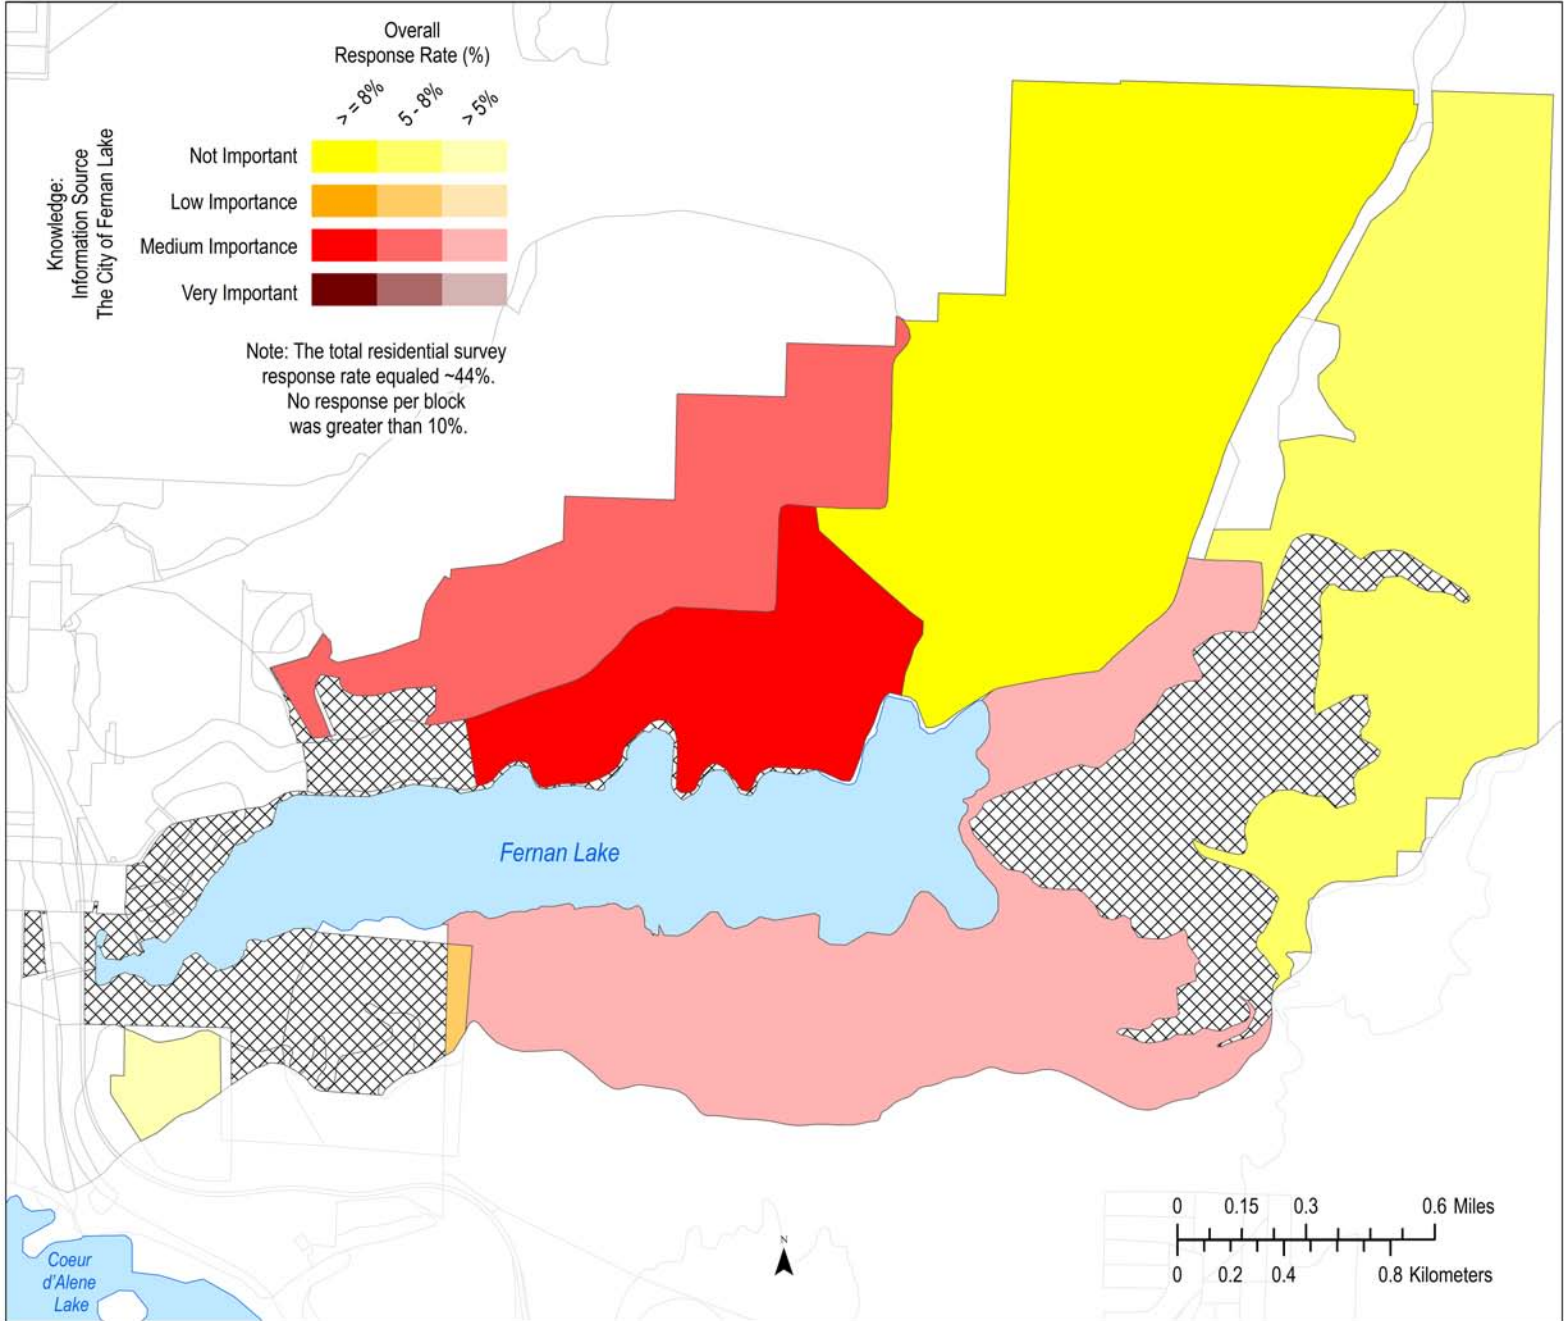 Overall
Response Rate (%)
> = 8%
5 - 8%
> 5%
Knowledge:
Information Source
The City of Fernan Lake
Not Important
Low Importance
Medium Importance
Very Important
Note: The total residential survey
response rate equaled ~44%.
No response per block
was greater than 10%.
Fernan Lake
Coeur
d'Alene
Lake
N
0 0.15 0.3 0.6 Miles
0 0.2 0.4 0.8 Kilometers